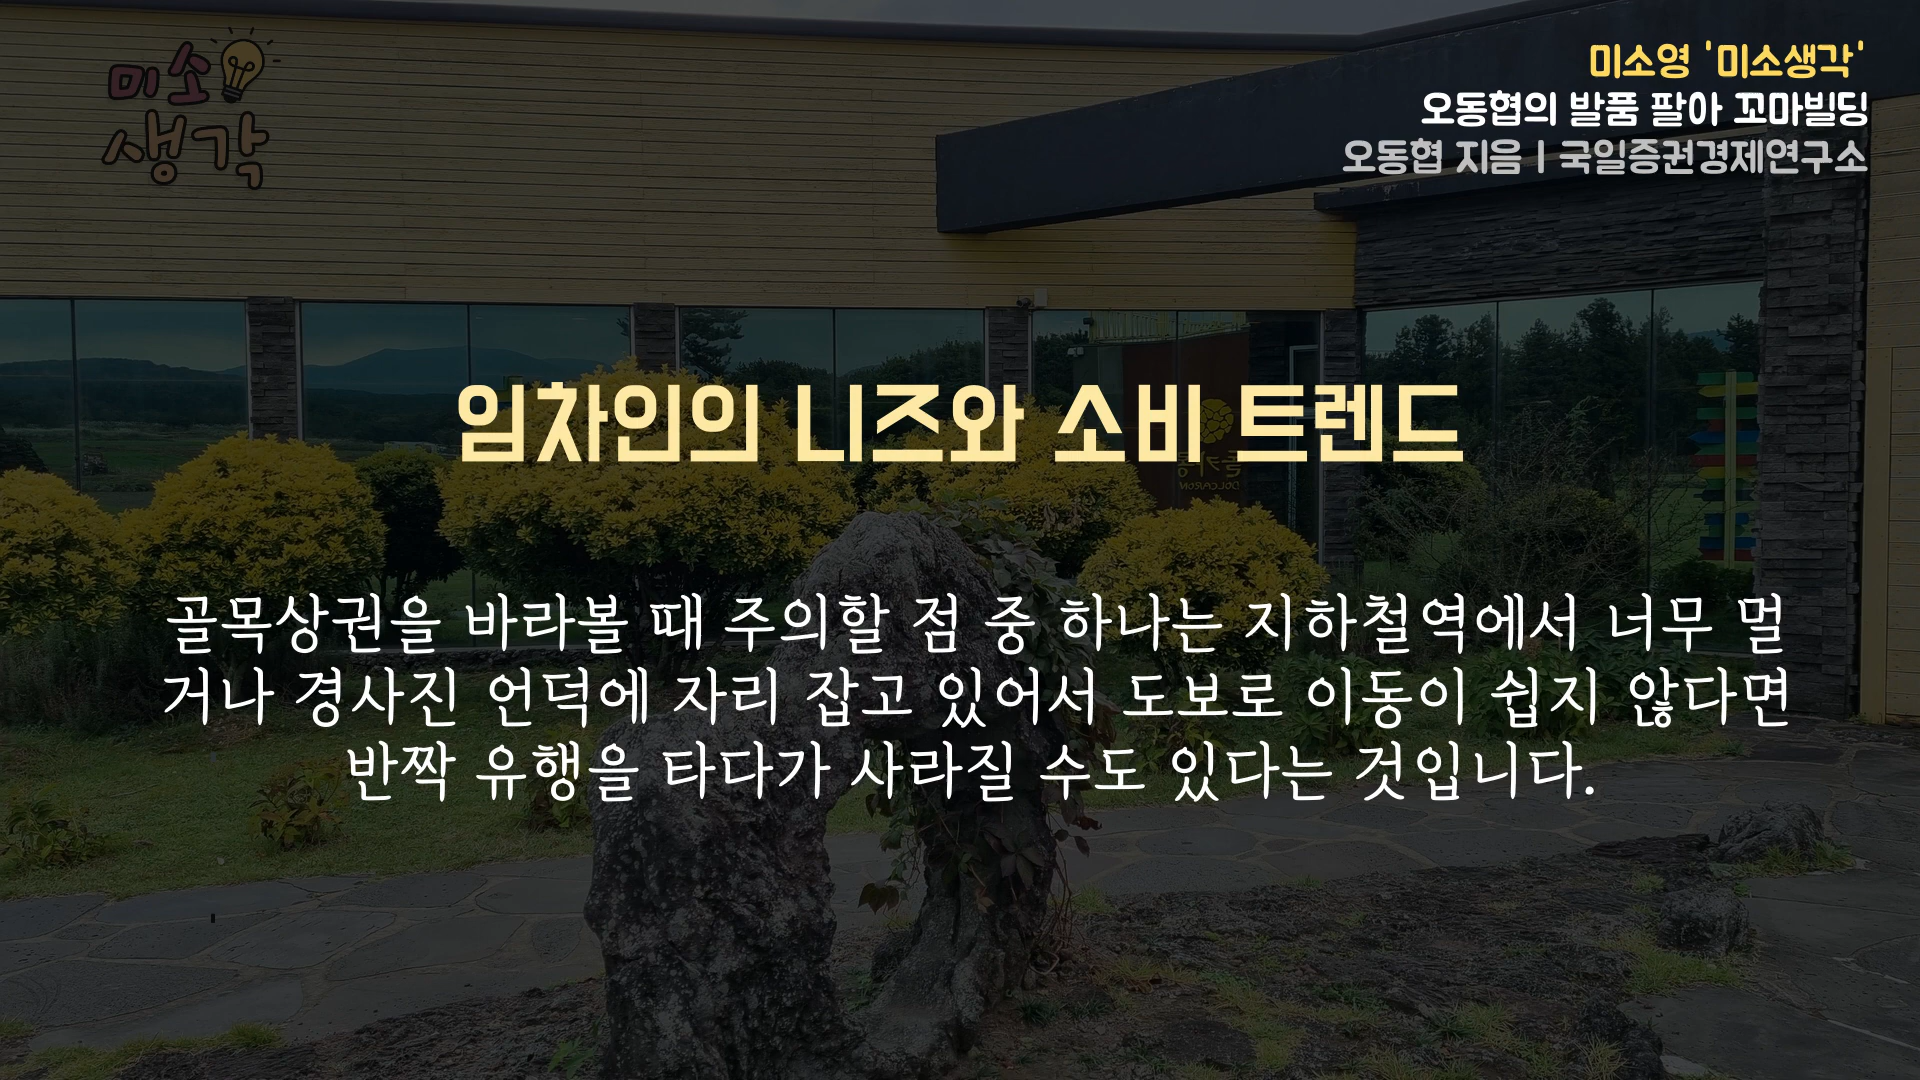 미소
생각
미소영 '미소생각'
오동협의 발품 팔아 꼬마빌딩
오동협 지음 | 국일증권경제연구소
임차인의 니즈와 소비 트렌드
골목상권을 바라볼 때 주의할 점 중 하나는 지하철역에서 너무 멀
거나 경사진 언덕에 자리 잡고 있어서 도보로 이동이 쉽지 않다면
반짝 유행을 타다가 사라질 수도 있다는 것입니다.